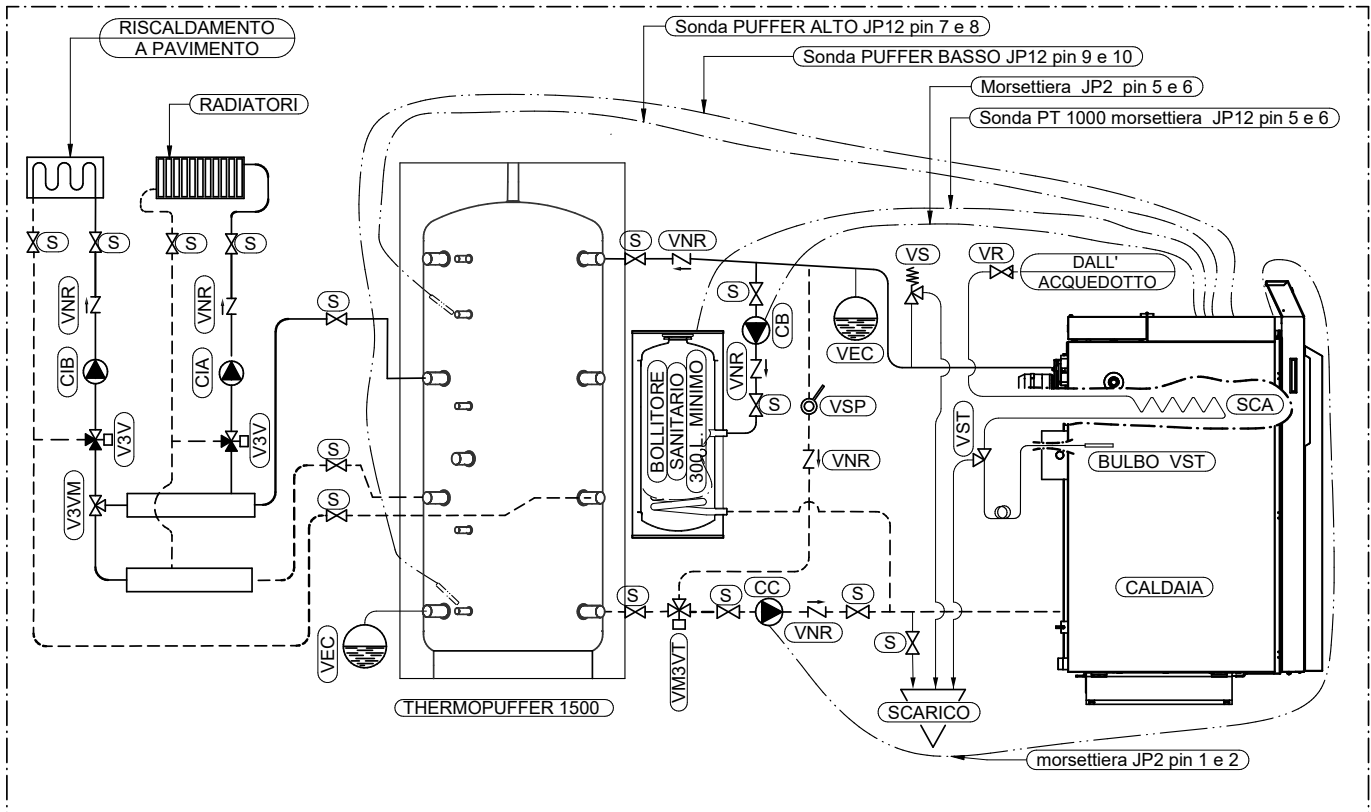 RISCALDAMENTO
A PAVIMENTO
Sonda PUFFER ALTO JP12 pin 7 e 8
Sonda PUFFER BASSO JP12 pin 9 e 10
Morsettiera JP2 pin 5 e 6
Sonda PT 1000 morsettiera JP12 pin 5 e 6
RADIATORI
S
S
S
S
VNR
VNR
CIB
CIA
V3V
V3V
V3VM
S
S
S
S
VNR
S
CB
VNR
S
VEC
VS
VR
DALL'
ACQUEDOTTO
BOLLITORE
SANITARIO
300 L. MINIMO
VSP
VNR
VST
SCA
BULBO VST
CALDAIA
VEC
S
VM3VT
S
CC
VNR
S
S
SCARICO
THERMOPUFFER 1500
morsettiera JP2 pin 1 e 2